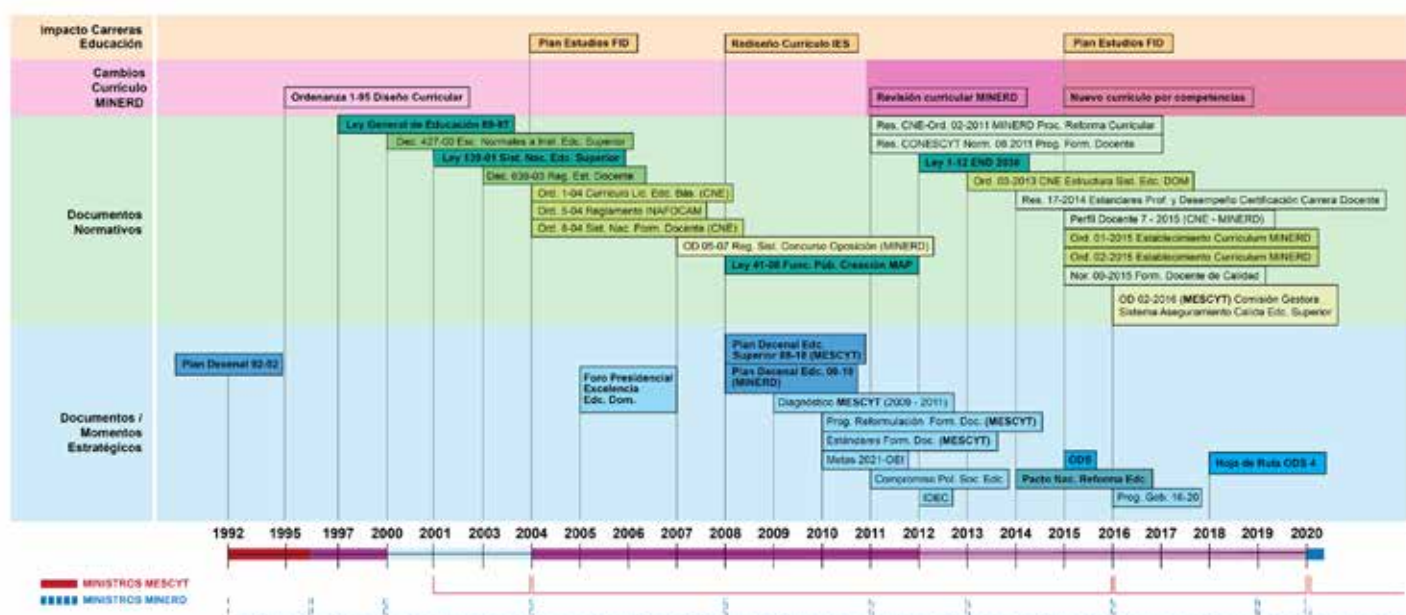 Impacto Carreras
Educación
Plan Estudios FID
Rediseño Currículo IES
Plan Estudios FID
Cambios
Currículo
MINERD
Ordenanza 1-95 Diseño Curricular
Revisión curricular MINERD
Nuevo currículo por competencias
Documentos
Normativos
Ley General de Educación 66-97
Dec. 427-00 Esc. Normales a Inst. Edc. Superior
Ley 139-01 Sist. Nac. Edc. Superior
Dec. 639-03 Reg. Est. Docente
Ord. 1-04 Currículo Lic. Edc. Bás. (CNE)
Ord. 5-04 Reglamento INAFOCAM
Ord. 6-04 Sist. Nac. Form. Docente (CNE)
OD 05-07 Reg. Sist. Concurso Oposición (MINERD)
Ley 41-08 Func. Púb. Creación MAP
Res. CNE-Ord. 02-2011 MINERD Proc. Reforma Curricular
Res. CONESCYT Norm. 08 2011 Prog. Form. Docente
Ley 1-12 END 2030
Ord. 03-2013 CNE Estructura Sist. Edc. DOM
Res. 17-2014 Estandares Prof. y Desempeño Certificación Carrera Docente
Perfil Docente 7 - 2015 (CNE - MINERD)
Ord. 01-2015 Establecimiento Curriculum MINERD
Ord. 02-2015 Establecimiento Curriculum MINERD
Nor. 09-2015 Form. Docente de Calidad
OD 02-2016 (MESCYT) Comisión Gestora
Sistema Aseguramiento Calida Edc. Superior
Documentos /
Momentos
Estratégicos
Plan Decenal 92-02
Foro Presidencial
Excelencia
Edc. Dom.
Plan Decenal Edc.
Superior 08-18 (MESCYT)
Plan Decenal Edc. 08-18
(MINERD)
Diagnóstico MESCYT (2009 - 2011)
Prog. Reformulación Form. Doc. (MESCYT)
Estándares Form. Doc. (MESCYT)
Metas 2021-OEI
Compromiso Pol. Soc. Edc.
IDEC
ODS
Pacto Nac. Reforma Edc.
Prog. Gob. 16-20
Hoja de Ruta ODS 4
1992 1995 1997 2000 2001 2003 2004 2005 2006 2007 2008 2009 2010 2011 2012 2013 2014 2015 2016 2017 2018 2019 2020
MINISTROS MESCYT
MINISTROS MINERD